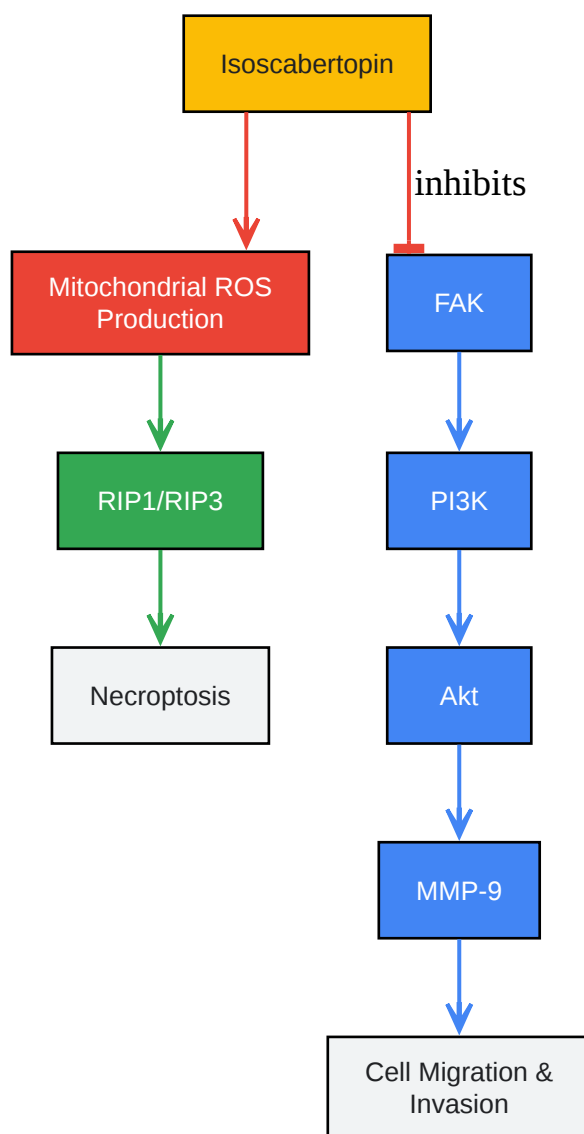 Isoscabertopin
inhibits
Mitochondrial ROS
Production
FAK
RIP1/RIP3
PI3K
Necroptosis
Akt
MMP-9
Cell Migration &
Invasion